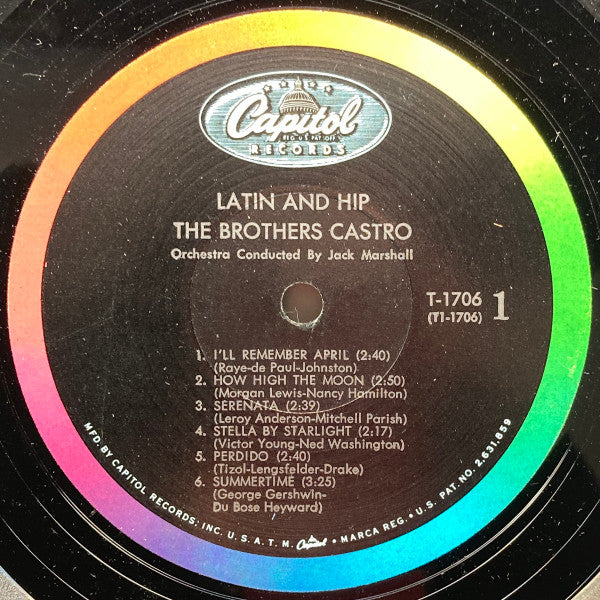 Capitol
REG. U.S. PAT. OFF.
RECORDS
LATIN AND HIP
THE BROTHERS CASTRO
Orchestra Conducted By Jack Marshall
T-1706 1
(T1-1706)
1. I'LL REMEMBER APRIL (2:40)
(Raye-de Paul-Johnston)
2. HOW HIGH THE MOON (2:50)
(Morgan Lewis-Nancy Hamilton)
3. SERENATA (2:39)
(Leroy Anderson-Mitchell Parish)
4. STELLA BY STARLIGHT (2:17)
(Victor Young-Ned Washington)
5. PERDIDO (2:40)
(Tizol-Lengsfelder-Drake)
6. SUMMERTIME (3:25)
(George Gershwin-
Du Bose Heyward)
MFD. BY CAPITOL RECORDS, INC. U.S.A. T.M. Capitol • MARCA REG. • U.S. PAT. NO. 2,631,859